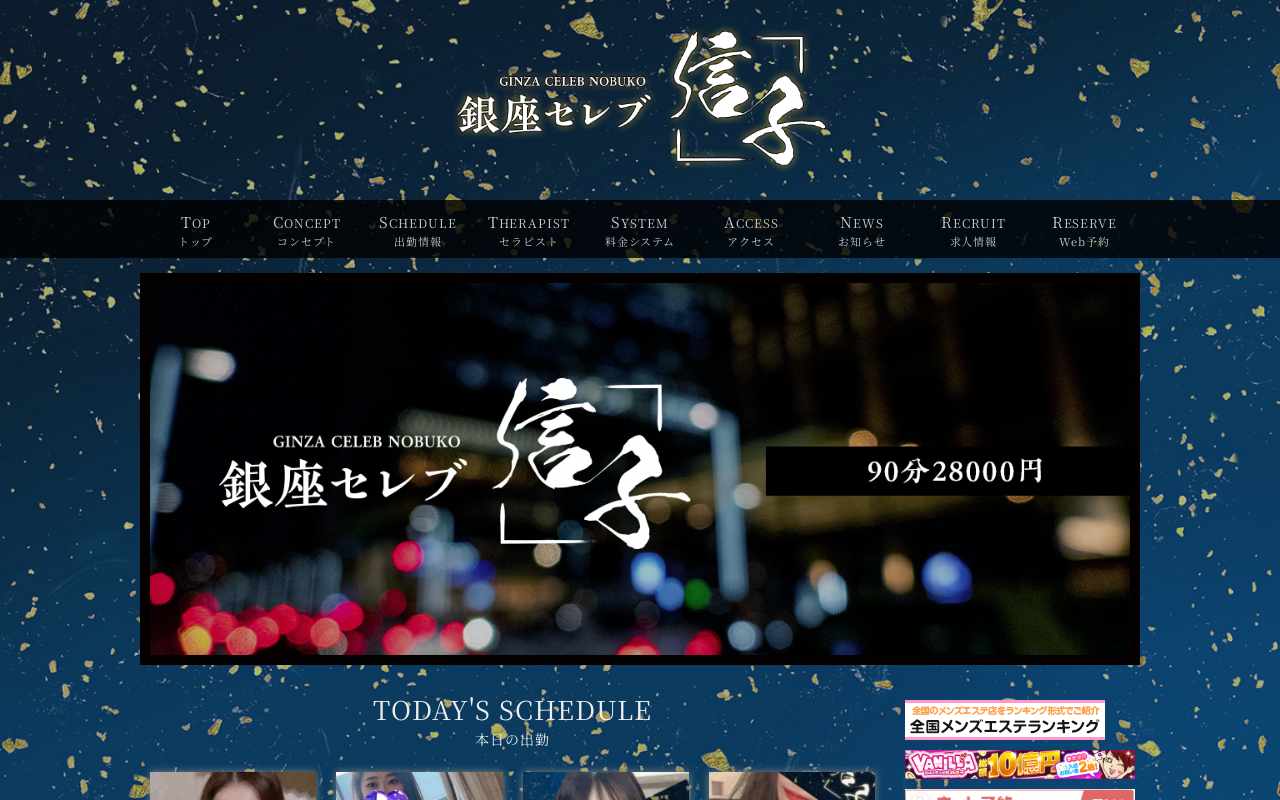 GINZA CELEB NOBUKO
銀座セレブ
「信子」
TOP
トップ
CONCEPT
コンセプト
SCHEDULE
出勤情報
THERAPIST
セラピスト
SYSTEM
料金システム
ACCESS
アクセス
NEWS
お知らせ
RECRUIT
求人情報
RESERVE
Web予約
GINZA CELEB NOBUKO
銀座セレブ
「信子」
90分28000円
TODAY'S SCHEDULE
本日の出勤
全国のメンズエステ店をランキング形式でご紹介
全国メンズエステランキング
VANILLA
10億円